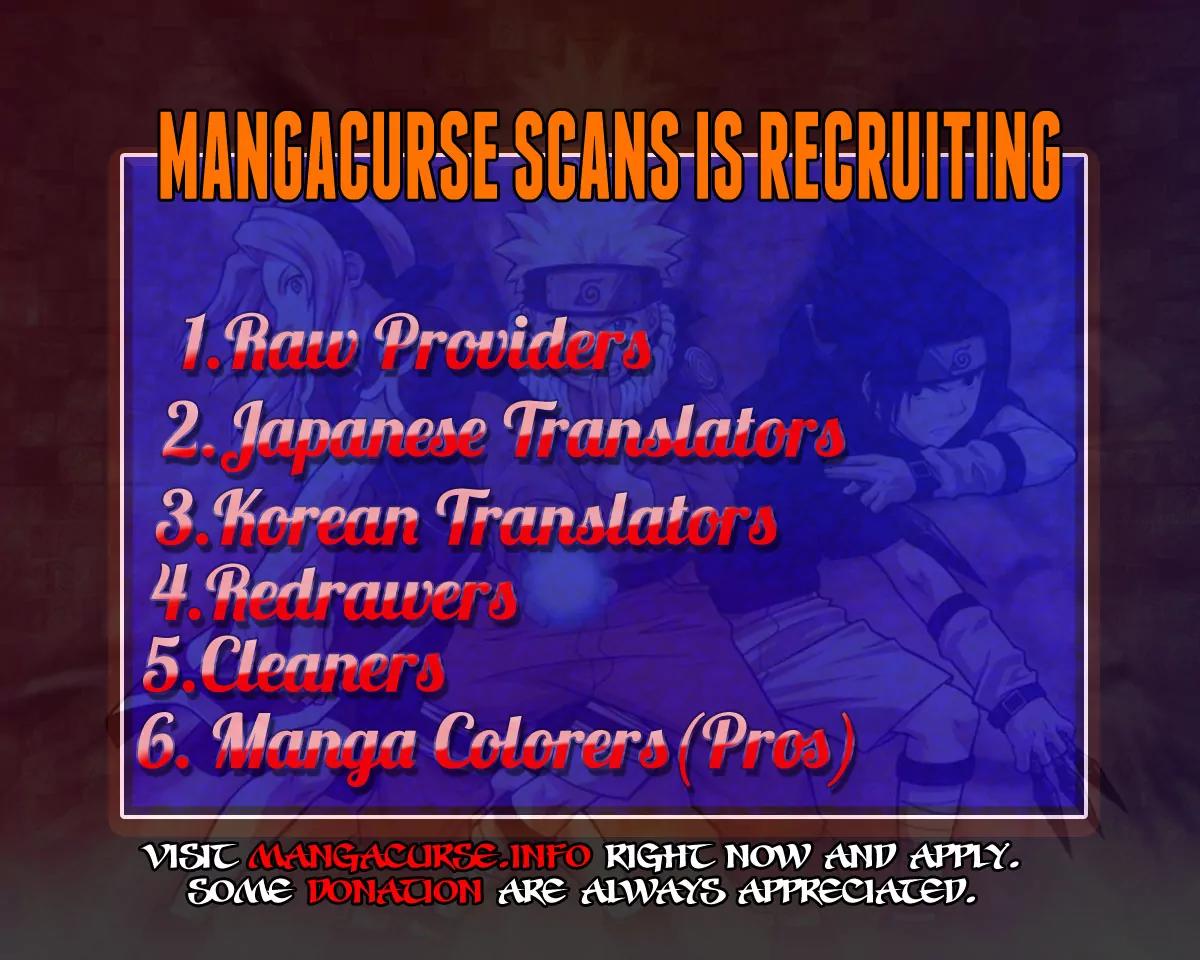 MANGACURSE SCANS IS RECRUITING
1.Raw Providers
2.Japanese Translators
3.Korean Translators
4.Redrawers
5.Cleaners
6. Manga Colorers(Pros)
VISIT MANGACURSE.INFO RIGHT NOW AND APPLY.
SOME DONATION ARE ALWAYS APPRECIATED.